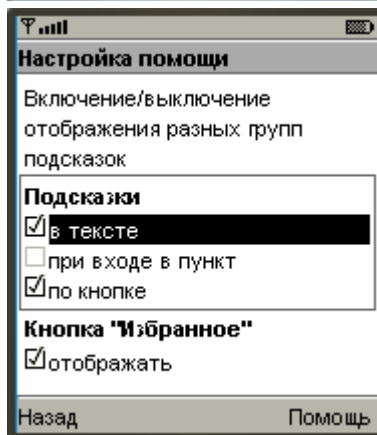 Настройка помощи
Включение/выключение
отображения разных групп
подсказок
Подсказки
в тексте
при входе в пункт
по кнопке
Кнопка "Избранное"
отображать
Назад Помощь